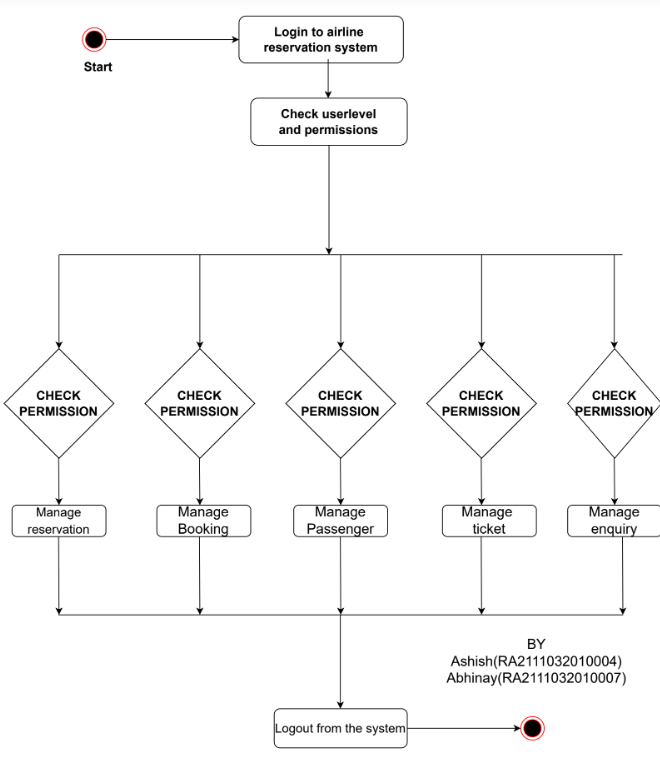 Login to airline
reservation system
Start
Check userlevel
and permissions
CHECK
PERMISSION
CHECK
PERMISSION
CHECK
PERMISSION
CHECK
PERMISSION
CHECK
PERMISSION
Manage
reservation
Manage
Booking
Manage
Passenger
Manage
ticket
Manage
enquiry
BY
Ashish(RA2111032010004)
Abhinay(RA2111032010007)
Logout from the system